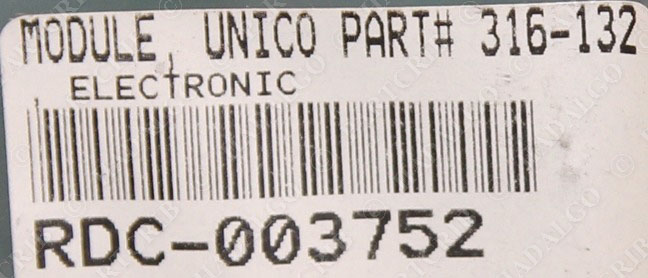 MODULE, UNICO PART# 316-132
, ELECTRONIC
RDC-003752